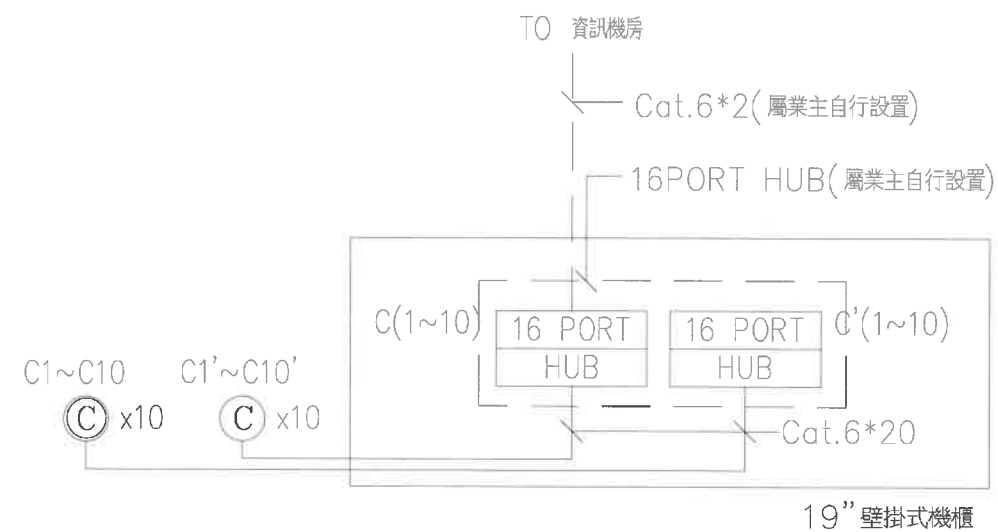 TO 資訊機房
Cat.6*2(屬業主自行設置)
16PORT HUB(屬業主自行設置)
C(1~10)
16 PORT
HUB
16 PORT
HUB
C'(1~10)
C1~C10
C1'~C10'
C x10
C x10
Cat.6*20
19"壁掛式機櫃